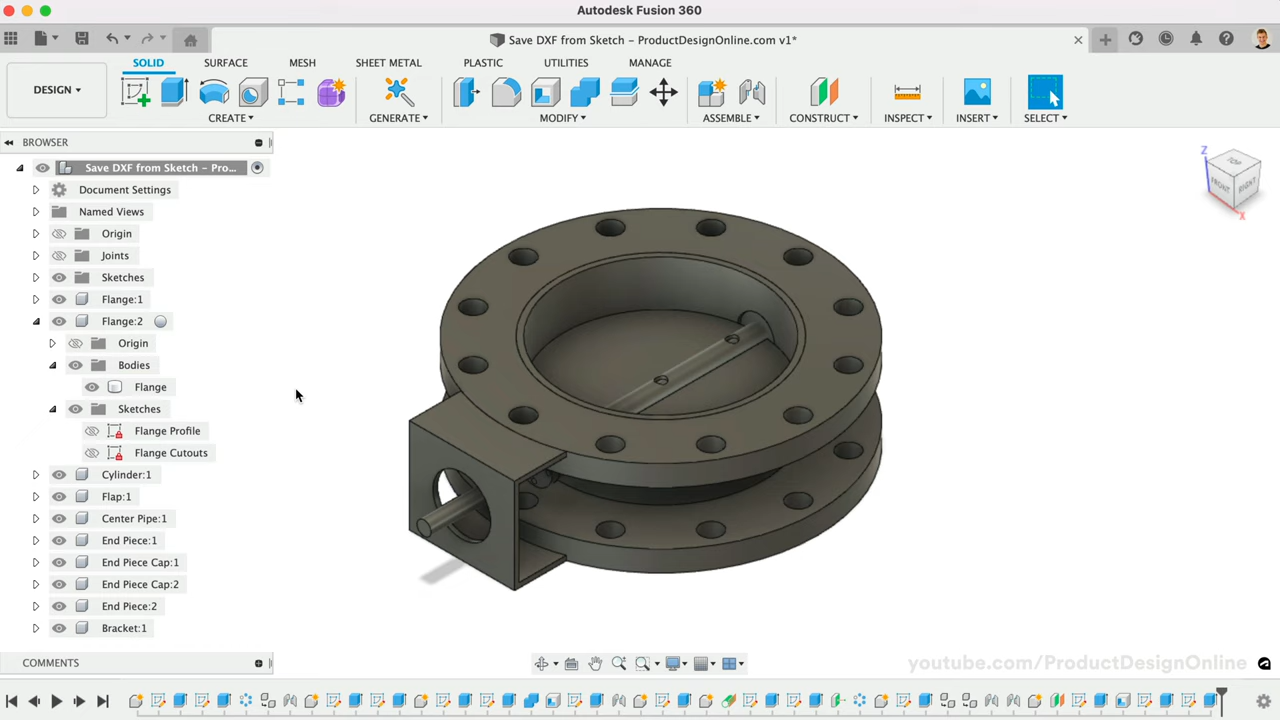 Autodesk Fusion 360
Save DXF from Sketch – ProductDesignOnline.com v1*
SOLID SURFACE MESH SHEET METAL PLASTIC UTILITIES MANAGE
DESIGN
CREATE GENERATE MODIFY ASSEMBLE CONSTRUCT INSPECT INSERT SELECT
BROWSER
Save DXF from Sketch – Pro...
Document Settings
Named Views
Origin
Joints
Sketches
Flange:1
Flange:2
Origin
Bodies
Flange
Sketches
Flange Profile
Flange Cutouts
Cylinder:1
Flap:1
Center Pipe:1
End Piece:1
End Piece Cap:1
End Piece Cap:2
End Piece:2
Bracket:1
Z
TOP
FRONT
RIGHT
X
COMMENTS
youtube.com/ProductDesignOnline